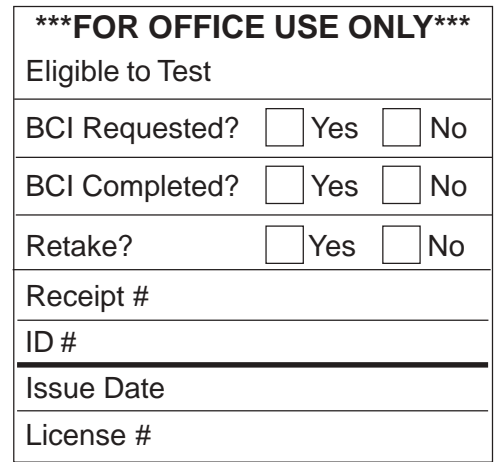 ***FOR OFFICE USE ONLY***
Eligible to Test
BCI Requested? Yes No
BCI Completed? Yes No
Retake? Yes No
Receipt #
ID #
Issue Date
License #